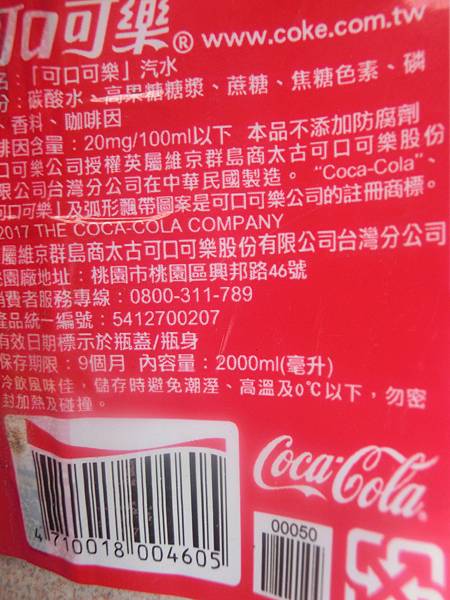 可口可樂® www.coke.com.tw
名：「可口可樂」汽水
份：碳酸水、高果糖糖漿、蔗糖、焦糖色素、磷
、香料、咖啡因
啡因含量：20mg/100ml以下 本品不添加防腐劑
口可樂公司授權英屬維京群島商太古可口可樂股份
限公司台灣分公司在中華民國製造。"Coca-Cola"、
可口可樂」及弧形飄帶圖案是可口可樂公司的註冊商標。
2017 THE COCA-COLA COMPANY
屬維京群島商太古可口可樂股份有限公司台灣分公司
桃園廠地址：桃園市桃園區興邦路46號
消費者服務專線：0800-311-789
產品統一編號：5412700207
有效日期標示於瓶蓋/瓶身
保存期限：9個月 內容量：2000ml(毫升)
冷飲風味佳，儲存時避免潮溼、高溫及0℃以下，勿密
封加熱及碰撞。
Coca-Cola
00050
4 710018 004605